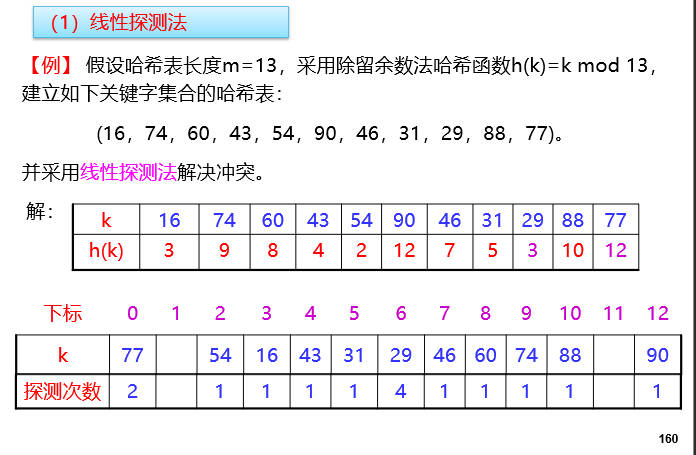 （1）线性探测法
【例】 假设哈希表长度m=13，采用除留余数法哈希函数h(k)=k mod 13，
建立如下关键字集合的哈希表：
(16，74，60，43，54，90，46，31，29，88，77)。
并采用线性探测法解决冲突。
解：
k 16 74 60 43 54 90 46 31 29 88 77
h(k) 3 9 8 4 2 12 7 5 3 10 12
下标 0 1 2 3 4 5 6 7 8 9 10 11 12
k 77 54 16 43 31 29 46 60 74 88 90
探测次数 2 1 1 1 1 4 1 1 1 1 1
160